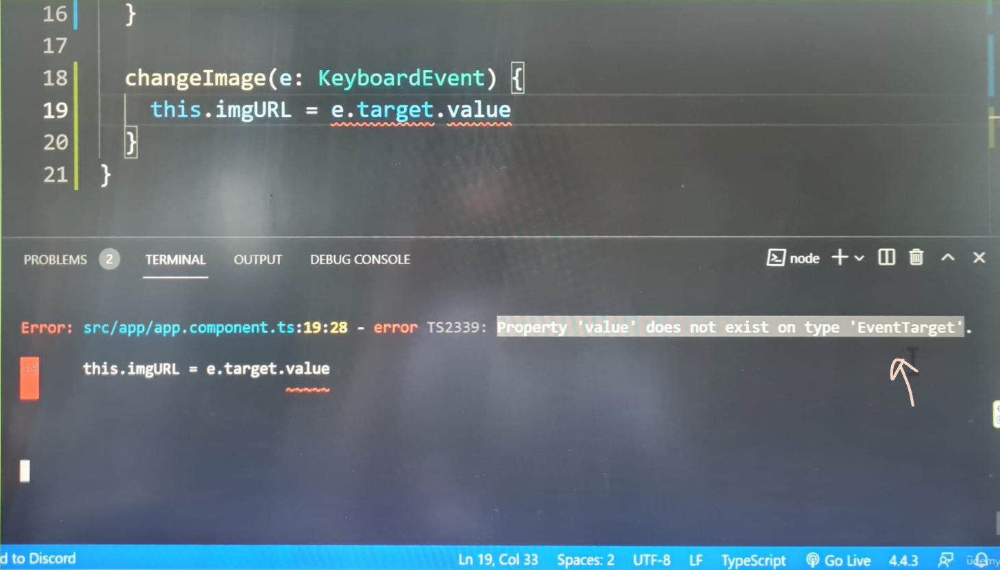 16 }
17
18 changeImage(e: KeyboardEvent) {
19 this.imgURL = e.target.value
20 }
21 }
PROBLEMS 2 TERMINAL OUTPUT DEBUG CONSOLE node
Error: src/app/app.component.ts:19:28 - error TS2339: Property 'value' does not exist on type 'EventTarget'.
19 this.imgURL = e.target.value
~~~~~
d to Discord Ln 19, Col 33 Spaces: 2 UTF-8 LF TypeScript Go Live 4.4.3 ûdemy